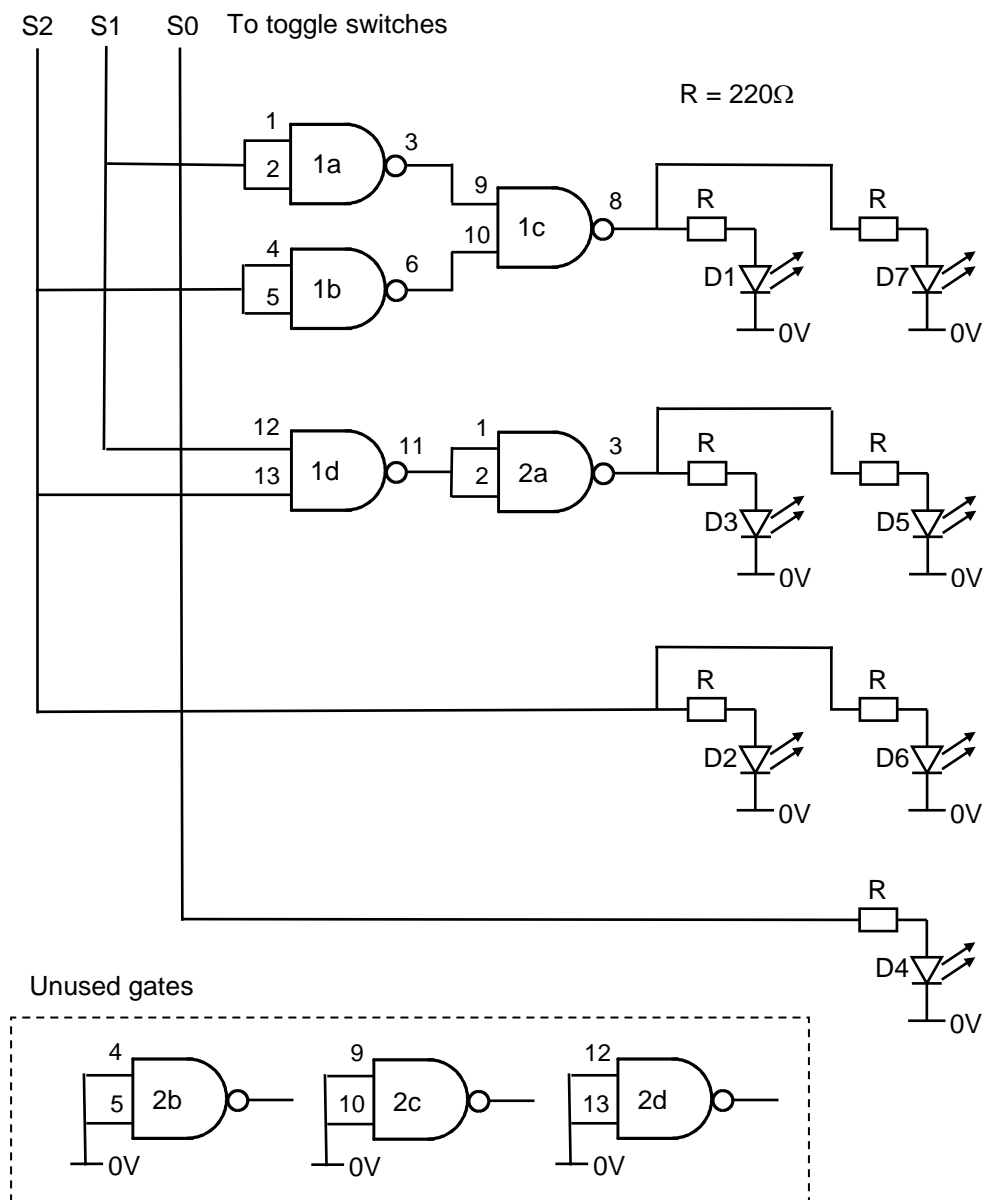 S2 S1 S0 To toggle switches
R = 220Ω
1 3
2 1a
9 8 R R
1c
10
4 6
5 1b
D1 D7
0V 0V
12 11 1 3 R R
1d 2 2a
13
D3 D5
0V 0V
R R
D2 D6
0V 0V
R
D4
0V
Unused gates
4 9 12
5 2b 10 2c 13 2d
0V 0V 0V